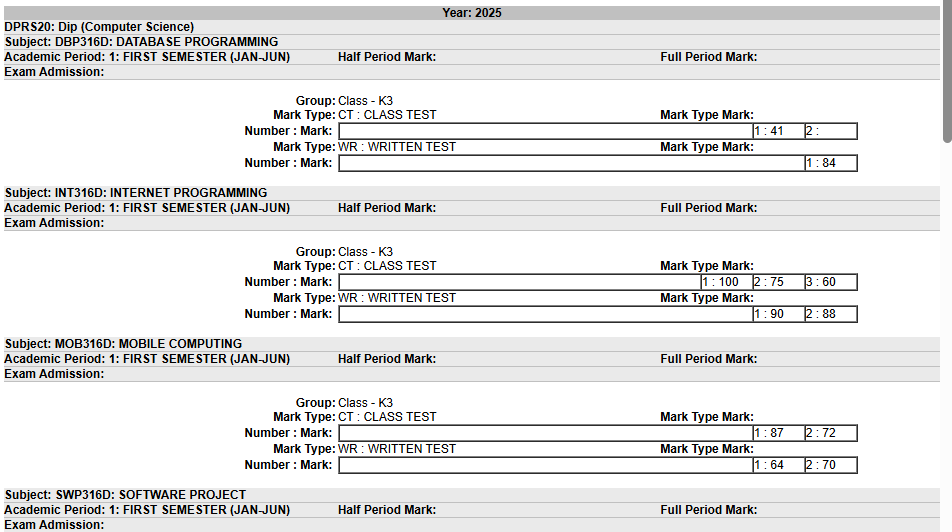 Year: 2025
DPRS20: Dip (Computer Science)
Subject: DBP316D: DATABASE PROGRAMMING
Academic Period: 1: FIRST SEMESTER (JAN-JUN) Half Period Mark: Full Period Mark:
Exam Admission:
Group: Class - K3
Mark Type: CT : CLASS TEST Mark Type Mark:
Number : Mark: 1 : 41 2 :
Mark Type: WR : WRITTEN TEST Mark Type Mark:
Number : Mark: 1 : 84
Subject: INT316D: INTERNET PROGRAMMING
Academic Period: 1: FIRST SEMESTER (JAN-JUN) Half Period Mark: Full Period Mark:
Exam Admission:
Group: Class - K3
Mark Type: CT : CLASS TEST Mark Type Mark:
Number : Mark: 1 : 100 2 : 75 3 : 60
Mark Type: WR : WRITTEN TEST Mark Type Mark:
Number : Mark: 1 : 90 2 : 88
Subject: MOB316D: MOBILE COMPUTING
Academic Period: 1: FIRST SEMESTER (JAN-JUN) Half Period Mark: Full Period Mark:
Exam Admission:
Group: Class - K3
Mark Type: CT : CLASS TEST Mark Type Mark:
Number : Mark: 1 : 87 2 : 72
Mark Type: WR : WRITTEN TEST Mark Type Mark:
Number : Mark: 1 : 64 2 : 70
Subject: SWP316D: SOFTWARE PROJECT
Academic Period: 1: FIRST SEMESTER (JAN-JUN) Half Period Mark: Full Period Mark:
Exam Admission: